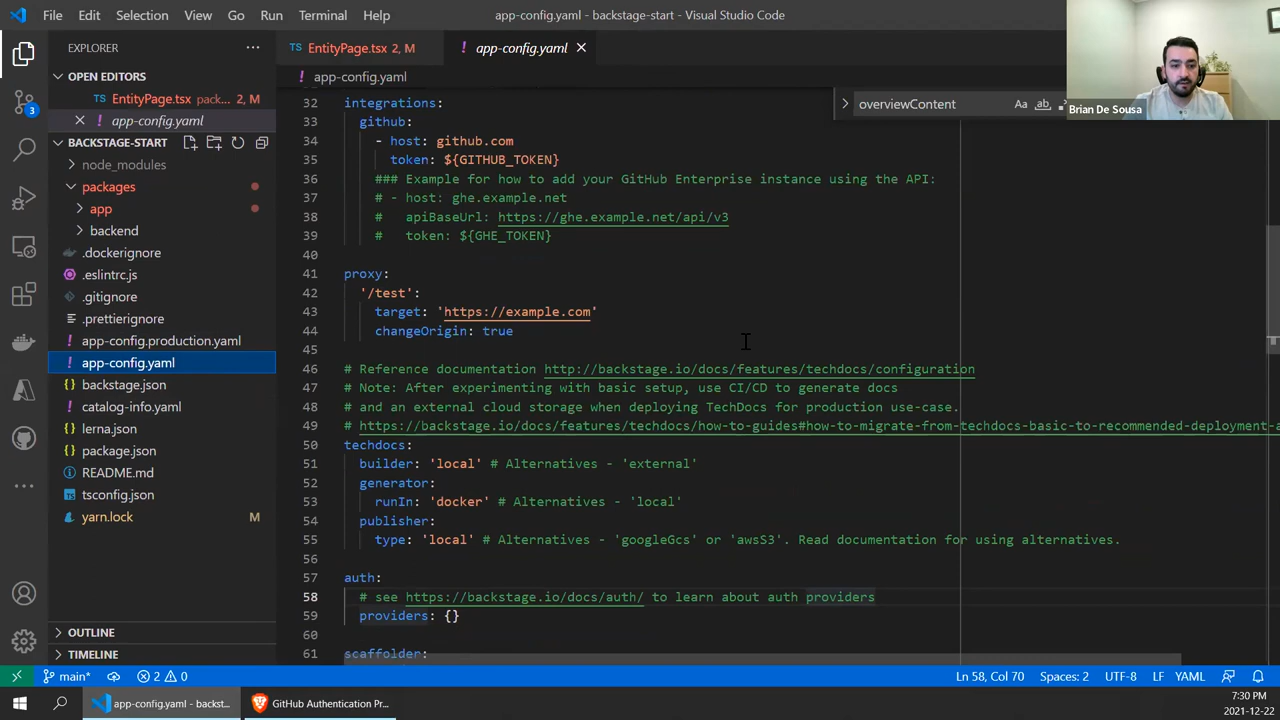 File Edit Selection View Go Run Terminal Help app-config.yaml - backstage-start - Visual Studio Code
EXPLORER
OPEN EDITORS
EntityPage.tsx pack... 2, M
app-config.yaml
BACKSTAGE-START
node_modules
packages
app
backend
.dockerignore
.eslintrc.js
.gitignore
.prettierignore
app-config.production.yaml
app-config.yaml
backstage.json
catalog-info.yaml
lerna.json
package.json
README.md
tsconfig.json
yarn.lock M
OUTLINE
TIMELINE
3
EntityPage.tsx 2, M
app-config.yaml
app-config.yaml
overviewContent Aa ab
Brian De Sousa
32 integrations:
33 github:
34 - host: github.com
35 token: ${GITHUB_TOKEN}
36 ### Example for how to add your GitHub Enterprise instance using the API:
37 # - host: ghe.example.net
38 # apiBaseUrl: https://ghe.example.net/api/v3
39 # token: ${GHE_TOKEN}
40
41 proxy:
42 '/test':
43 target: 'https://example.com'
44 changeOrigin: true
45
46 # Reference documentation http://backstage.io/docs/features/techdocs/configuration
47 # Note: After experimenting with basic setup, use CI/CD to generate docs
48 # and an external cloud storage when deploying TechDocs for production use-case.
49 # https://backstage.io/docs/features/techdocs/how-to-guides#how-to-migrate-from-techdocs-basic-to-recommended-deployment-a
50 techdocs:
51 builder: 'local' # Alternatives - 'external'
52 generator:
53 runIn: 'docker' # Alternatives - 'local'
54 publisher:
55 type: 'local' # Alternatives - 'googleGcs' or 'awsS3'. Read documentation for using alternatives.
56
57 auth:
58 # see https://backstage.io/docs/auth/ to learn about auth providers
59 providers: {}
60
61 scaffolder:
main* 2 0 Ln 58, Col 70 Spaces: 2 UTF-8 LF YAML
app-config.yaml - backst... GitHub Authentication Pr...
7:30 PM
2021-12-22